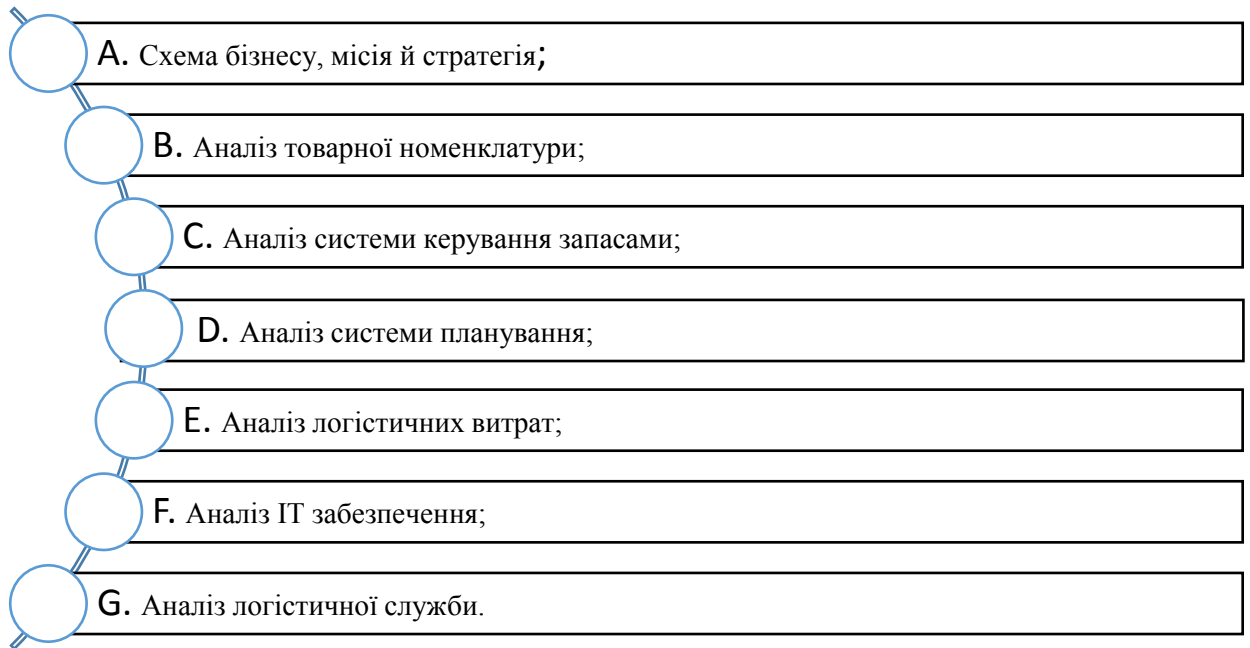 A. Схема бізнесу, місія й стратегія;
B. Аналіз товарної номенклатури;
C. Аналіз системи керування запасами;
D. Аналіз системи планування;
E. Аналіз логістичних витрат;
F. Аналіз ІТ забезпечення;
G. Аналіз логістичної служби.